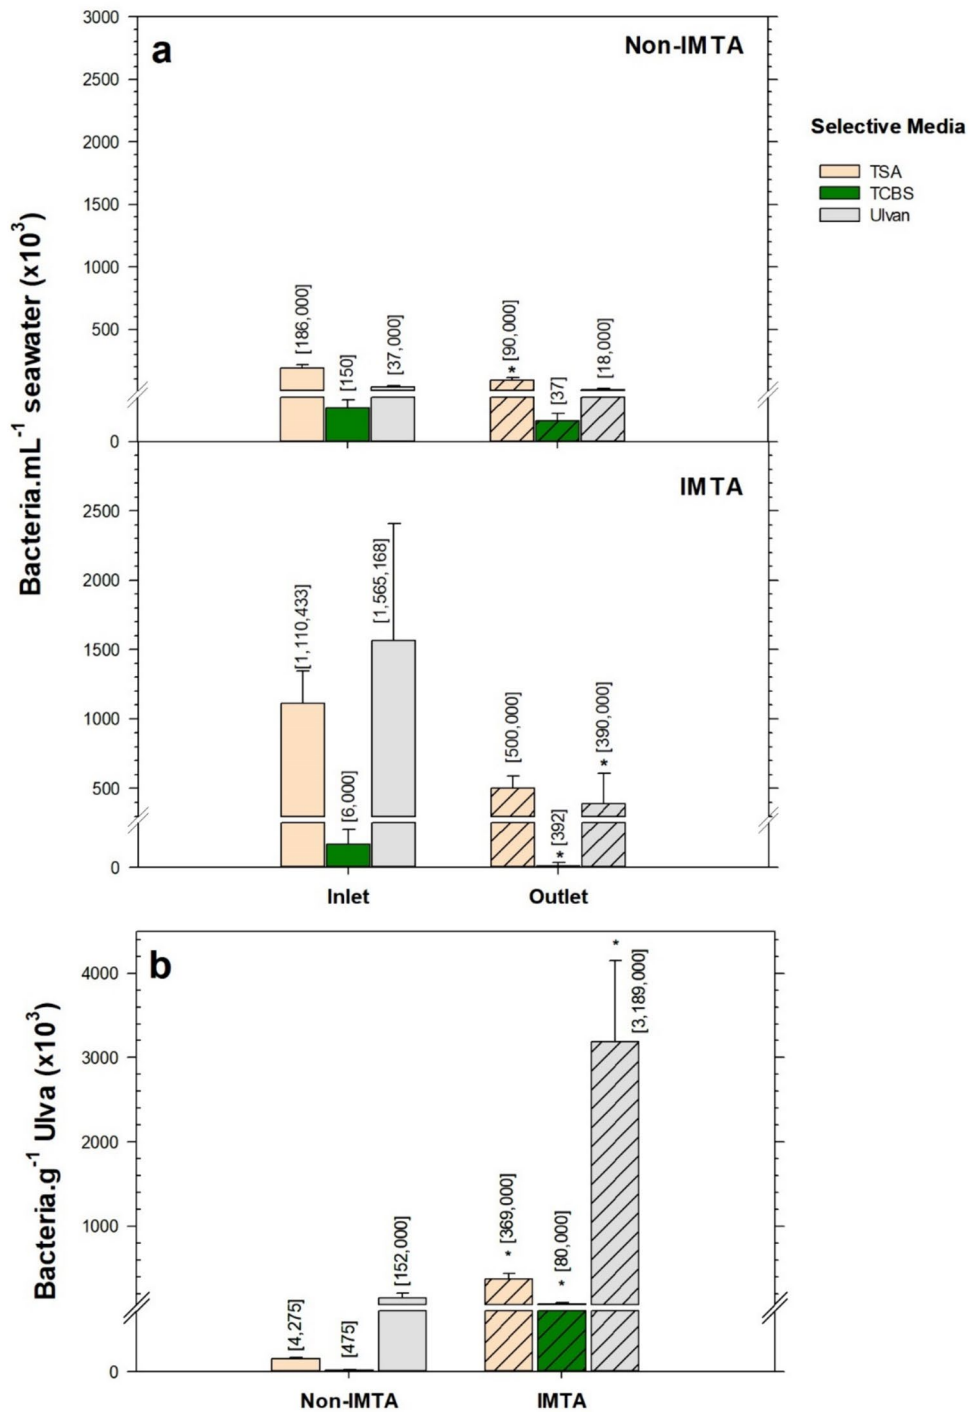 a
Non-IMTA
Selective Media
TSA
TCBS
Ulvan
Bacteria.mL⁻¹ seawater (x10³)
3000
2500
2000
1500
1000
500
0
[186,000]
[150]
[37,000]
* [90,000]
[37]
[18,000]
IMTA
2500
2000
1500
1000
500
0
[1,110,433]
[6,000]
[1,565,168]
[500,000]
* [392]
* [390,000]
Inlet
Outlet
b
Bacteria.g⁻¹ Ulva (x10³)
4000
3000
2000
1000
0
[4,275]
[475]
[152,000]
* [369,000]
* [80,000]
*
[3,189,000]
Non-IMTA
IMTA